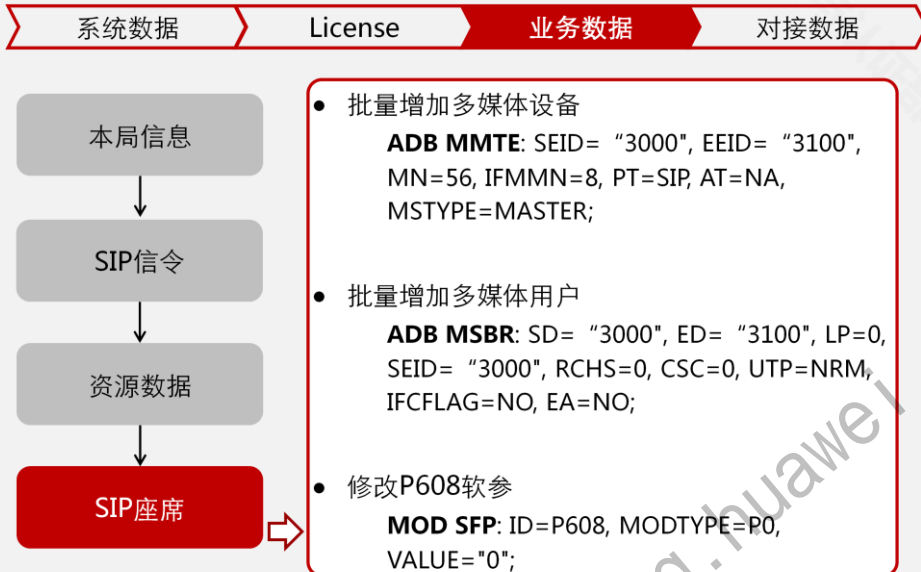 系统数据
License
业务数据
对接数据
本局信息
SIP信令
资源数据
SIP座席
● 批量增加多媒体设备
ADB MMTE: SEID= “3000", EEID= “3100",
MN=56, IFMMN=8, PT=SIP, AT=NA,
MSTYPE=MASTER;
● 批量增加多媒体用户
ADB MSBR: SD= “3000", ED= “3100", LP=0,
SEID= “3000", RCHS=0, CSC=0, UTP=NRM,
IFCFLAG=NO, EA=NO;
● 修改P608软参
MOD SFP: ID=P608, MODTYPE=P0,
VALUE="0";
g.huawei